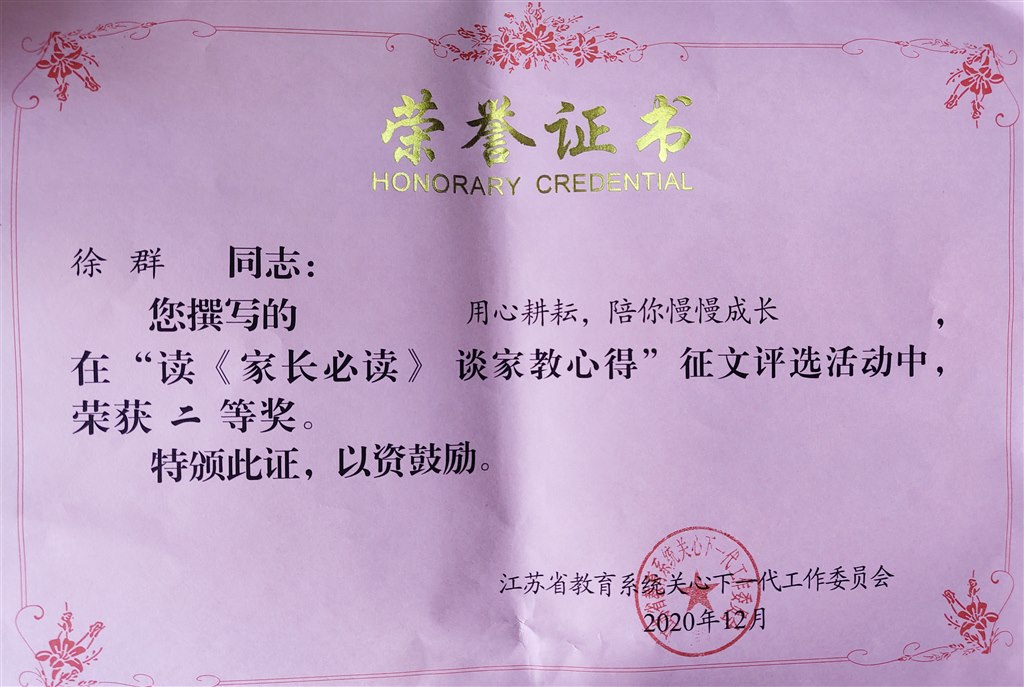 荣誉证书
HONORARY CREDENTIAL
徐群 同志：
您撰写的 用心耕耘，陪你慢慢成长 ，
在“读《家长必读》谈家教心得”征文评选活动中，
荣获 二 等奖。
特颁此证，以资鼓励。
江苏省教育系统关心下一代工作委员会
2020年12月